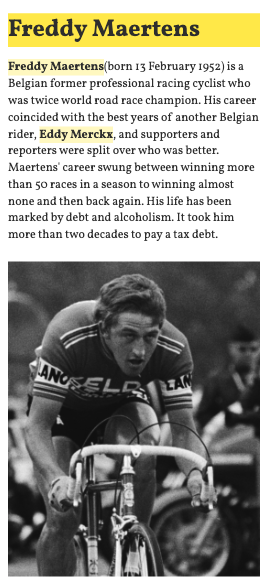 Freddy Maertens
Freddy Maertens(born 13 February 1952) is a
Belgian former professional racing cyclist who
was twice world road race champion. His career
coincided with the best years of another Belgian
rider, Eddy Merckx, and supporters and
reporters were split over who was better.
Maertens' career swung between winning more
than 50 races in a season to winning almost
none and then back again. His life has been
marked by debt and alcoholism. It took him
more than two decades to pay a tax debt.